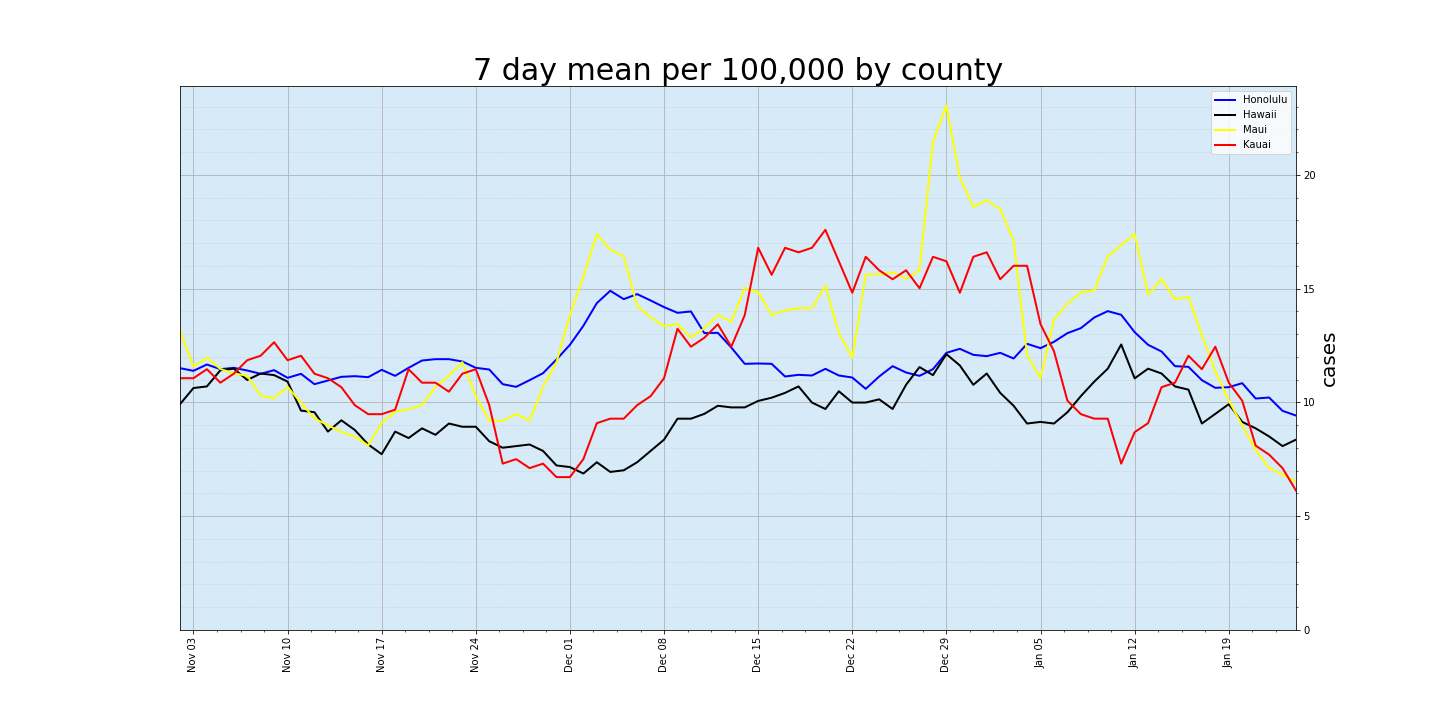 7 day mean per 100,000 by county
Honolulu
Hawaii
Maui
Kauai
20
15
10
5
0
cases
Nov 03
Nov 10
Nov 17
Nov 24
Dec 01
Dec 08
Dec 15
Dec 22
Dec 29
Jan 05
Jan 12
Jan 19